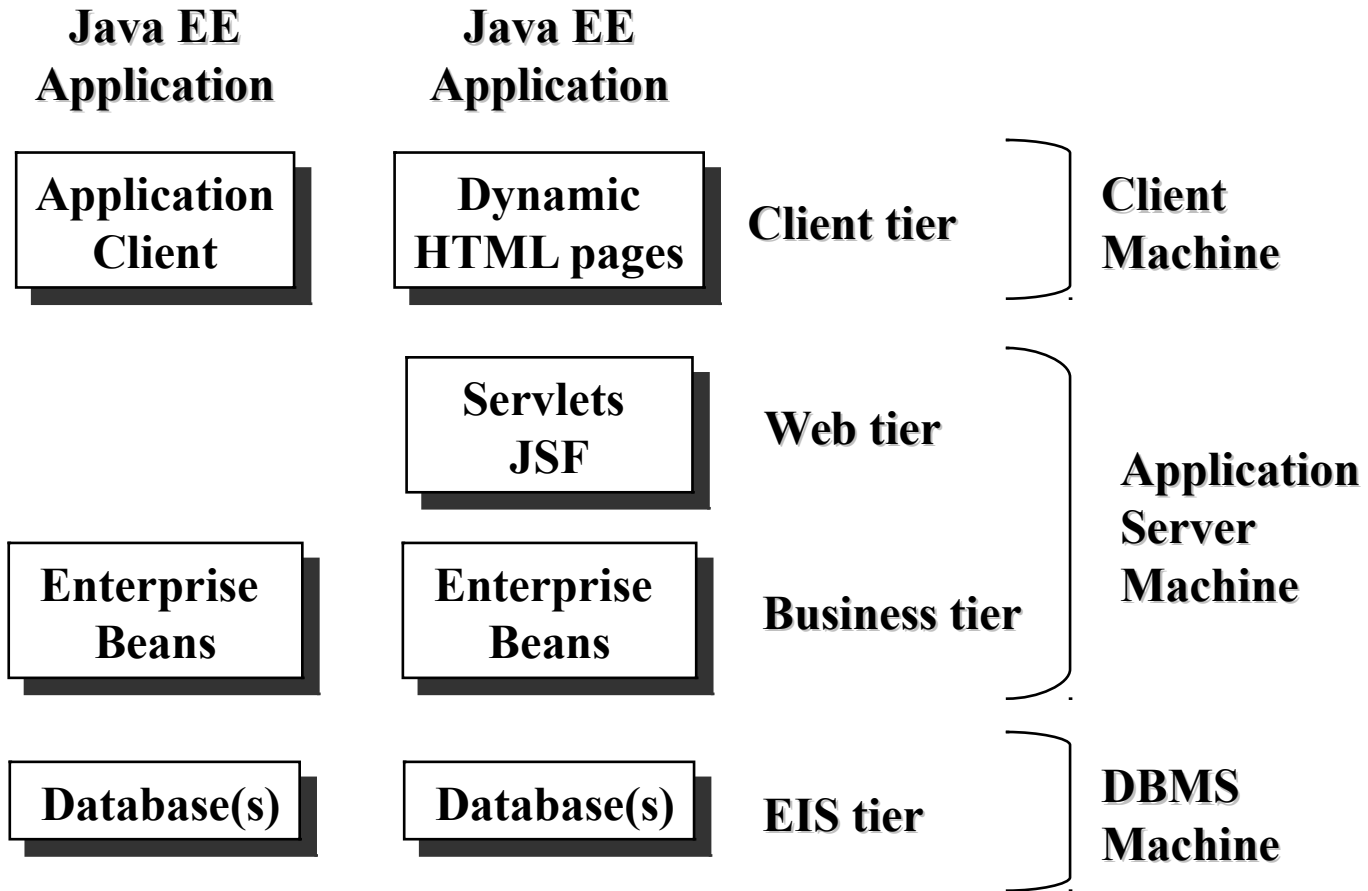 Java EE
Application
Java EE
Application
Application
Client
Dynamic
HTML pages
Client tier
Client
Machine
Servlets
JSF
Web tier
Application
Server
Machine
Enterprise
Beans
Enterprise
Beans
Business tier
Database(s)
Database(s)
EIS tier
DBMS
Machine